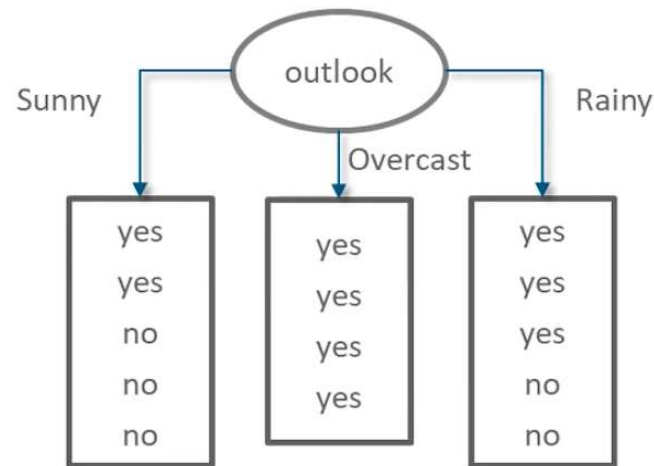 outlook
Sunny
Rainy
Overcast
yes
yes
no
no
no
yes
yes
yes
yes
yes
yes
yes
no
no